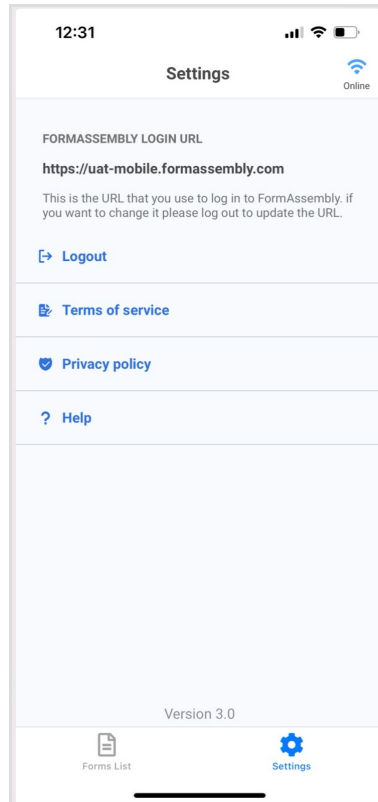 12:31
Settings
Online
FORMASSEMBLY LOGIN URL
https://uat-mobile.formassembly.com
This is the URL that you use to log in to FormAssembly. if
you want to change it please log out to update the URL.
Logout
Terms of service
Privacy policy
? Help
Version 3.0
Forms List
Settings